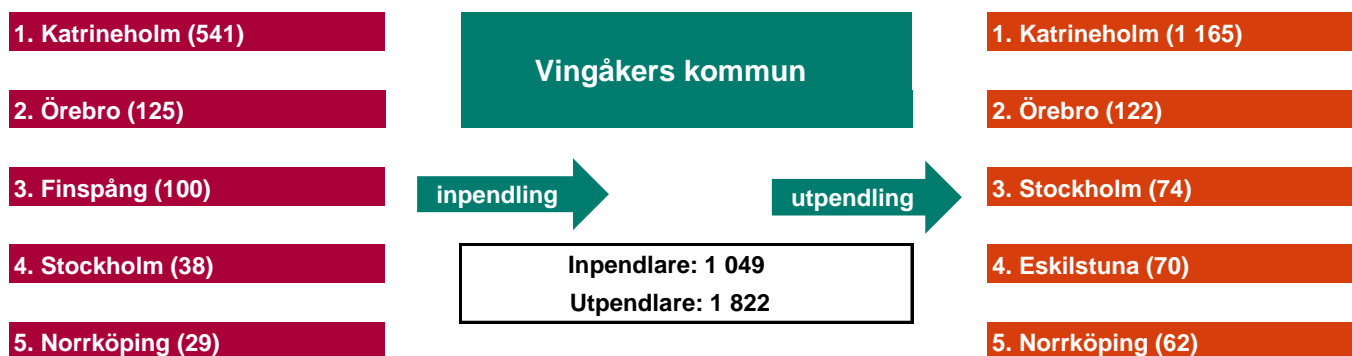 1. Katrineholm (541)
2. Örebro (125)
3. Finspång (100)
4. Stockholm (38)
5. Norrköping (29)
Vingåkers kommun
inpendling
utpendling
Inpendlare: 1 049
Utpendlare: 1 822
1. Katrineholm (1 165)
2. Örebro (122)
3. Stockholm (74)
4. Eskilstuna (70)
5. Norrköping (62)